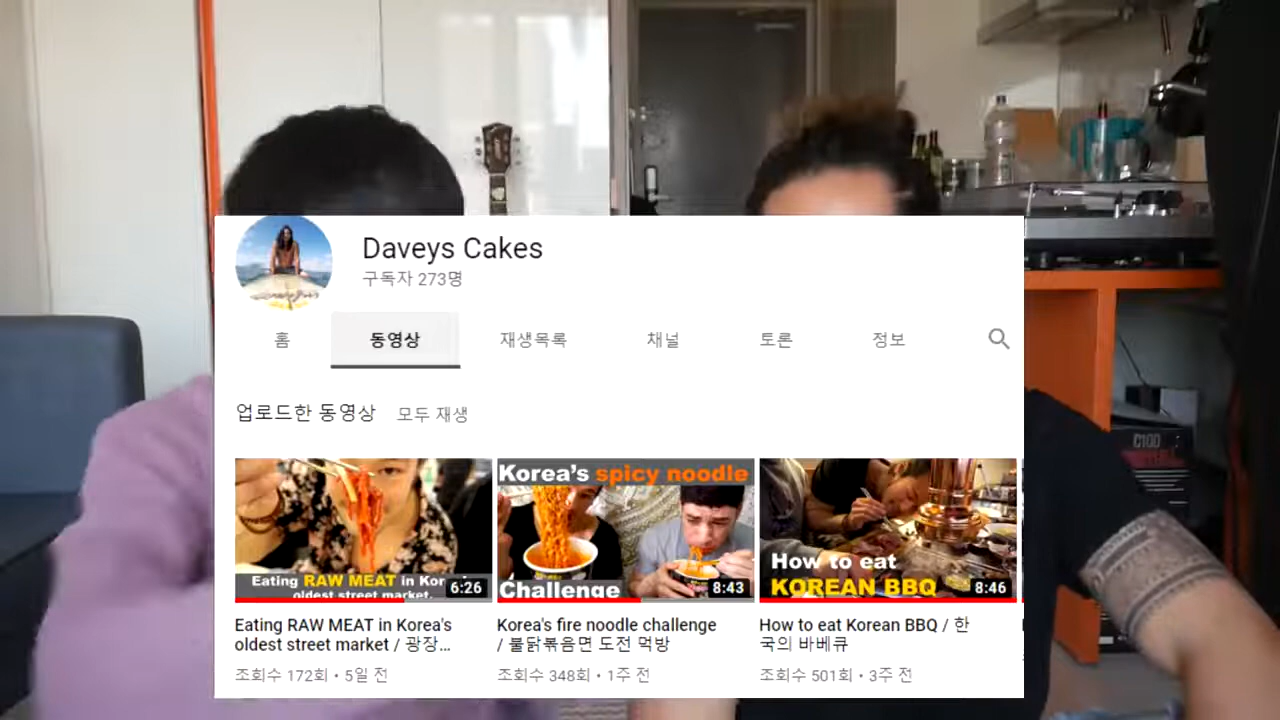 Daveys Cakes
구독자 273명
홈 동영상 재생목록 채널 토론 정보
업로드한 동영상 모두 재생
Eating RAW MEAT in
oldest street market.
6:26
Korea's spicy noodle
Challenge
8:43
How to eat
KOREAN BBQ
8:46
Eating RAW MEAT in Korea's
oldest street market / 광장...
조회수 172회 • 5일 전
Korea's fire noodle challenge
/ 불닭볶음면 도전 먹방
조회수 348회 • 1주 전
How to eat Korean BBQ / 한
국의 바베큐
조회수 501회 • 3주 전
C100